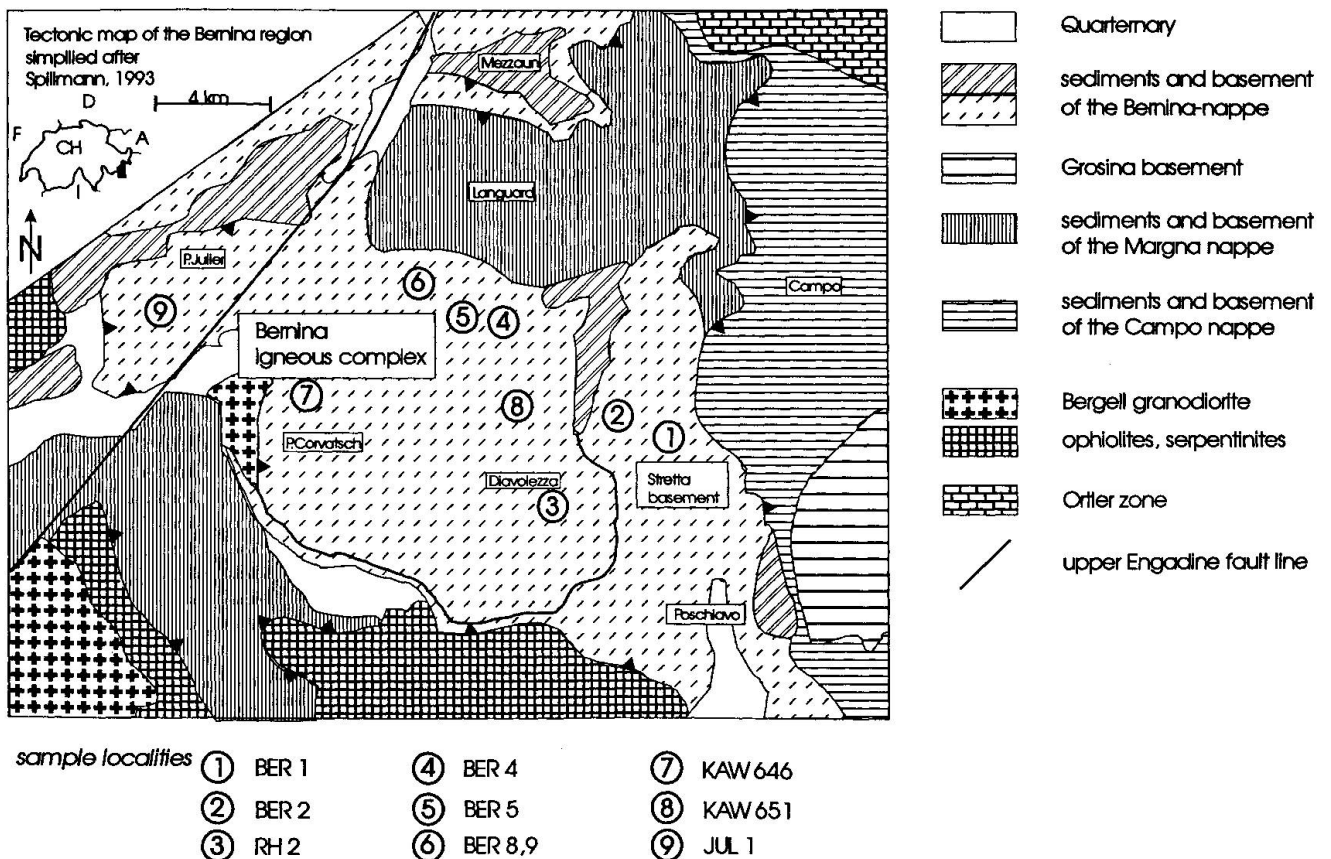 Tectonic map of the Bernina region
simplified after
Spillmann, 1993
D
4 km
F
A
CH
I
N
Mezzaun
Languard
P.Julier
Campo
6
5
4
9
Bernina
Igneous complex
7
8
2
1
P.Corvatsch
Diavolezza
Stretta
basement
3
Poschiavo
Quarternary
sediments and basement
of the Bernina-nappe
Grosina basement
sediments and basement
of the Margna nappe
sediments and basement
of the Campo nappe
Bergell granodiorite
ophiolites, serpentinites
Ortler zone
upper Engadine fault line
sample localities
1 BER 1
2 BER 2
3 RH 2
4 BER 4
5 BER 5
6 BER 8,9
7 KAW 646
8 KAW 651
9 JUL 1